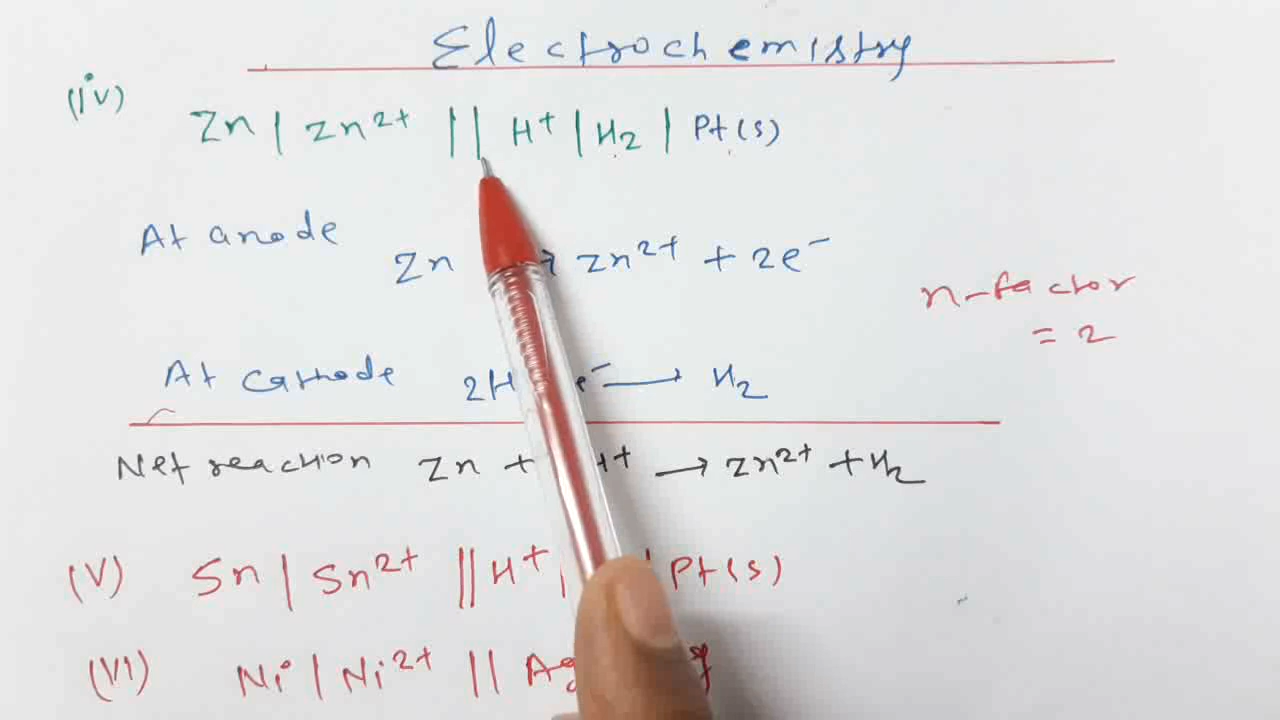 Electrochemistry
(iv) Zn | Zn2+ || H+ | H2 | Pt(s)
At anode Zn → Zn2+ + 2e−
n-factor
= 2
At cathode 2H e− → H2
Net reaction Zn + H+ → Zn2+ + H2
(V) Sn | Sn2+ || H+ | | Pt(s)
(VI) Ni | Ni2+ || Ag